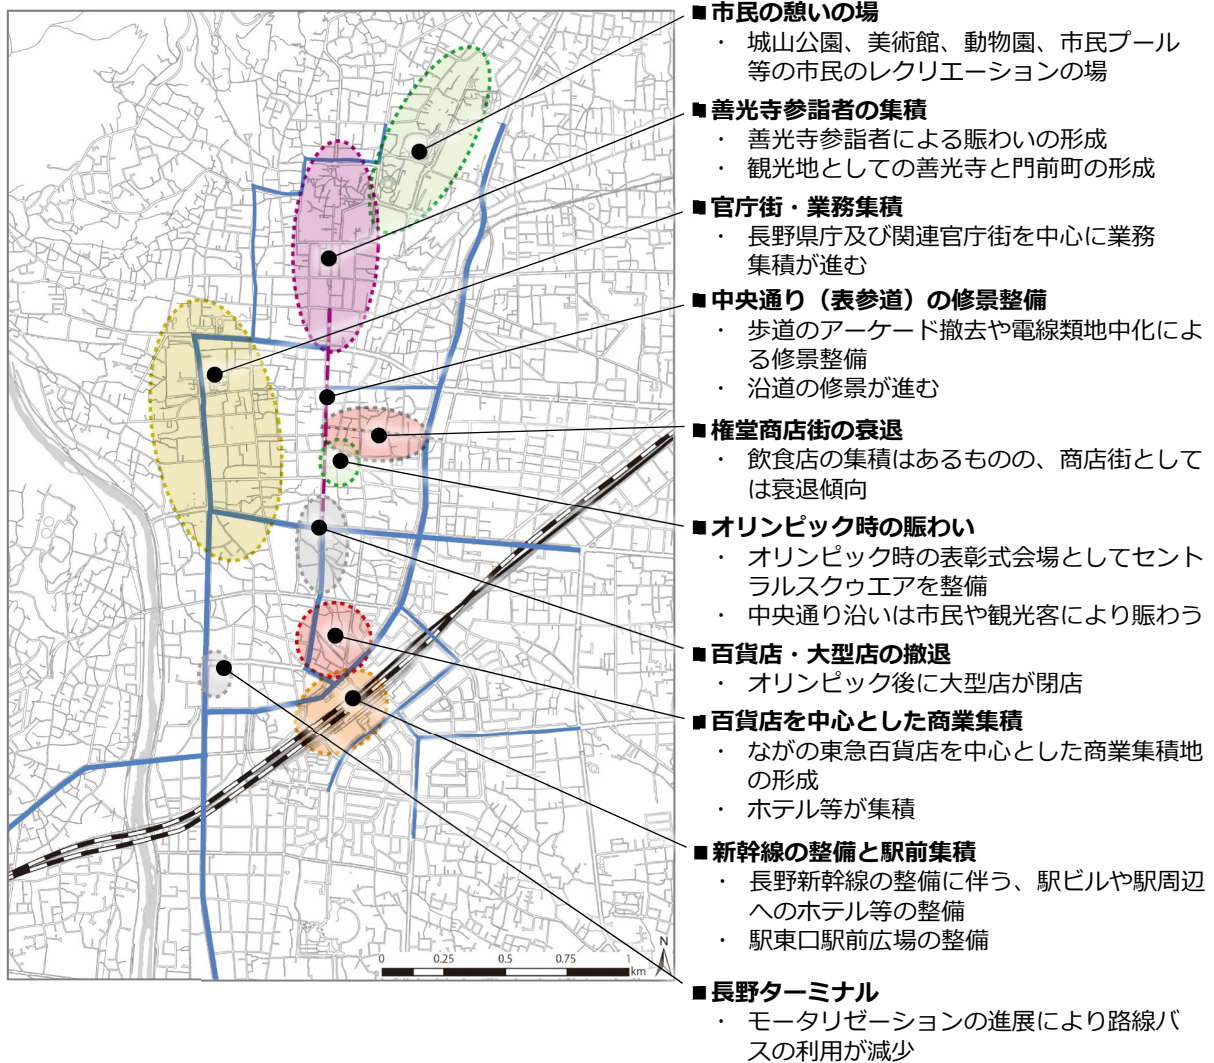 ■市民の憩いの場
・ 城山公園、美術館、動物園、市民プール
等の市民のレクリエーションの場
■善光寺参詣者の集積
・ 善光寺参詣者による賑わいの形成
・ 観光地としての善光寺と門前町の形成
■官庁街・業務集積
・ 長野県庁及び関連官庁街を中心に業務
集積が進む
■中央通り（表参道）の修景整備
・ 歩道のアーケード撤去や電線類地中化によ
る修景整備
・ 沿道の修景が進む
■権堂商店街の衰退
・ 飲食店の集積はあるものの、商店街として
は衰退傾向
■オリンピック時の賑わい
・ オリンピック時の表彰式会場としてセント
ラルスクゥエアを整備
・ 中央通り沿いは市民や観光客により賑わう
■百貨店・大型店の撤退
・ オリンピック後に大型店が閉店
■百貨店を中心とした商業集積
・ ながの東急百貨店を中心とした商業集積地
の形成
・ ホテル等が集積
■新幹線の整備と駅前集積
・ 長野新幹線の整備に伴う、駅ビルや駅周辺
へのホテル等の整備
・ 駅東口駅前広場の整備
■長野ターミナル
・ モータリゼーションの進展により路線バ
スの利用が減少
N
0 0.25 0.5 0.75 1
km